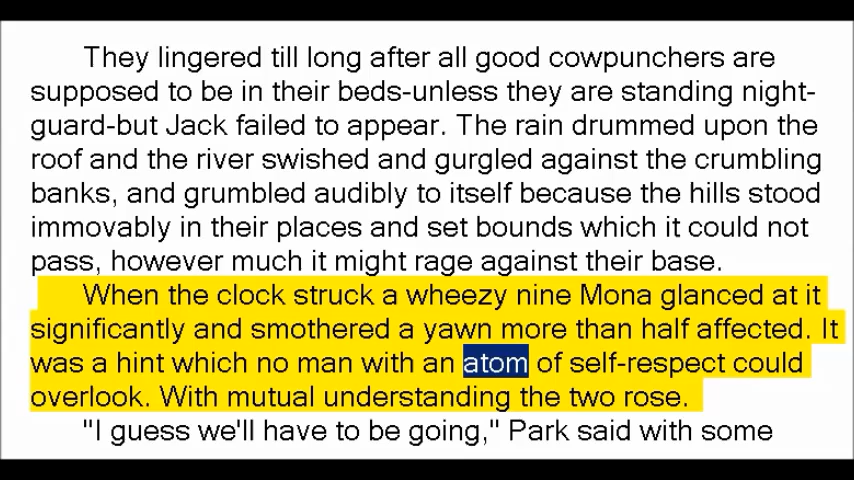 They lingered till long after all good cowpunchers are
supposed to be in their beds-unless they are standing night-
guard-but Jack failed to appear. The rain drummed upon the
roof and the river swished and gurgled against the crumbling
banks, and grumbled audibly to itself because the hills stood
immovably in their places and set bounds which it could not
pass, however much it might rage against their base.
When the clock struck a wheezy nine Mona glanced at it
significantly and smothered a yawn more than half affected. It
was a hint which no man with an atom of self-respect could
overlook. With mutual understanding the two rose.
"I guess we'll have to be going," Park said with some